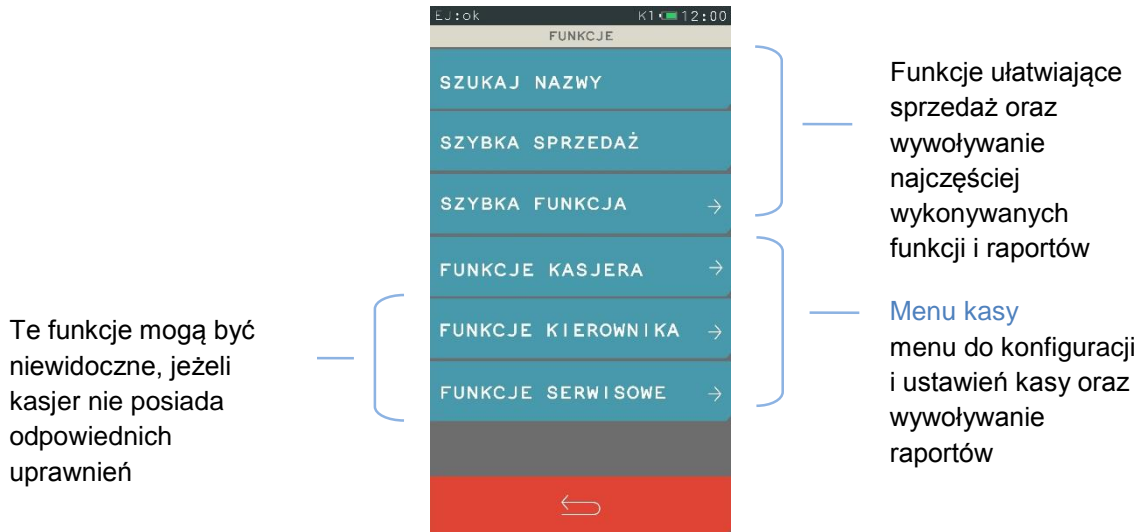 EJ:ok K1 12:00
FUNKCJE
SZUKAJ NAZWY
SZYBKA SPRZEDAŻ
SZYBKA FUNKCJA
FUNKCJE KASJERA
FUNKCJE KIEROWNIKA
FUNKCJE SERWISOWE
Te funkcje mogą być
niewidoczne, jeżeli
kasjer nie posiada
odpowiednich
uprawnień
Funkcje ułatwiające
sprzedaż oraz
wywoływanie
najczęściej
wykonywanych
funkcji i raportów
Menu kasy
menu do konfiguracji
i ustawień kasy oraz
wywoływanie
raportów